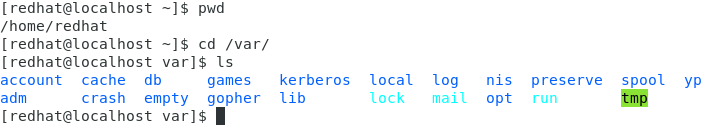 [redhat@localhost ~]$ pwd
/home/redhat
[redhat@localhost ~]$ cd /var/
[redhat@localhost var]$ ls
account  cache  db     games   kerberos  local  log   nis  preserve  spool  yp
adm      crash  empty  gopher  lib       lock   mail  opt  run       tmp
[redhat@localhost var]$